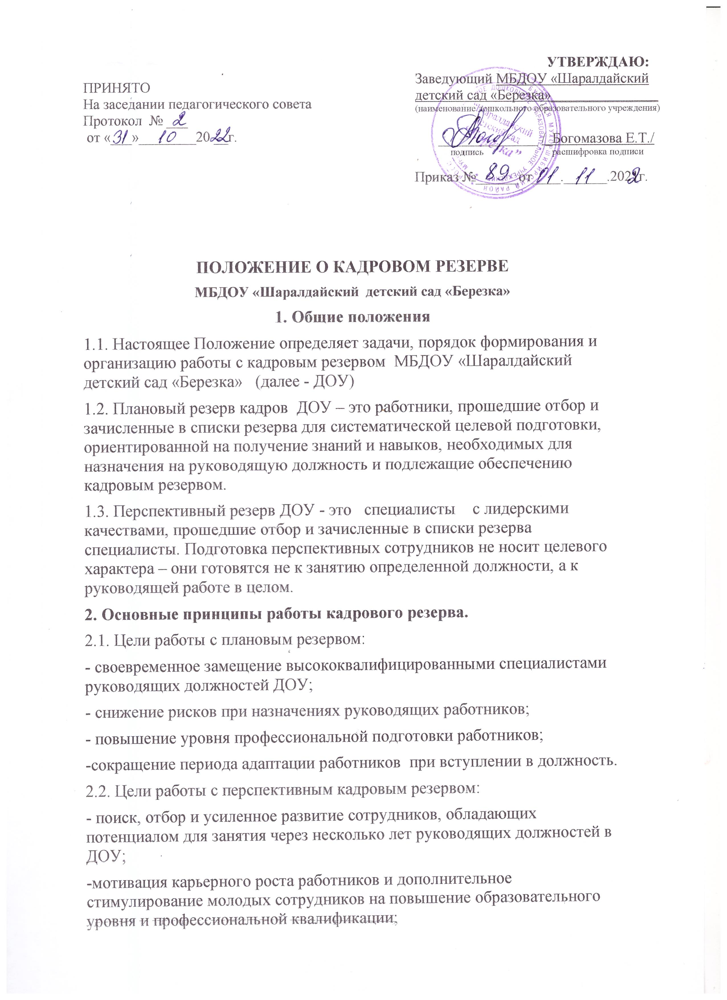 ПРИНЯТО
На заседании педагогического совета
Протокол № 2
от «31» 10 2022г.
УТВЕРЖДАЮ:
Заведующий МБДОУ «Шаралдайский
детский сад «Березка»
(наименование дошкольного образовательного учреждения)
/ Богомазова Е.Т./
подпись расшифровка подписи
Приказ № 89 от 01.11.2022г.
"Шаралдайский
детский сад
"Березка"
ПОЛОЖЕНИЕ О КАДРОВОМ РЕЗЕРВЕ
МБДОУ «Шаралдайский детский сад «Березка»
1. Общие положения
1.1. Настоящее Положение определяет задачи, порядок формирования и
организацию работы с кадровым резервом МБДОУ «Шаралдайский
детский сад «Березка» (далее - ДОУ)
1.2. Плановый резерв кадров ДОУ – это работники, прошедшие отбор и
зачисленные в списки резерва для систематической целевой подготовки,
ориентированной на получение знаний и навыков, необходимых для
назначения на руководящую должность и подлежащие обеспечению
кадровым резервом.
1.3. Перспективный резерв ДОУ - это специалисты с лидерскими
качествами, прошедшие отбор и зачисленные в списки резерва
специалисты. Подготовка перспективных сотрудников не носит целевого
характера – они готовятся не к занятию определенной должности, а к
руководящей работе в целом.
2. Основные принципы работы кадрового резерва.
2.1. Цели работы с плановым резервом:
- своевременное замещение высококвалифицированными специалистами
руководящих должностей ДОУ;
- снижение рисков при назначениях руководящих работников;
- повышение уровня профессиональной подготовки работников;
-сокращение периода адаптации работников при вступлении в должность.
2.2. Цели работы с перспективным кадровым резервом:
- поиск, отбор и усиленное развитие сотрудников, обладающих
потенциалом для занятия через несколько лет руководящих должностей в
ДОУ;
-мотивация карьерного роста работников и дополнительное
стимулирование молодых сотрудников на повышение образовательного
уровня и профессиональной квалификации;